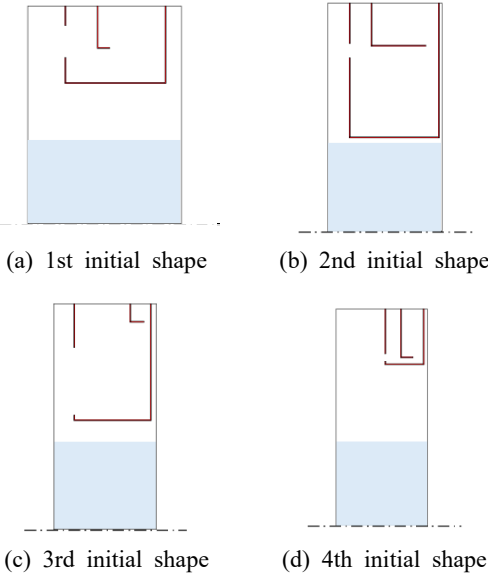 (a) 1st initial shape
(b) 2nd initial shape
(c) 3rd initial shape
(d) 4th initial shape